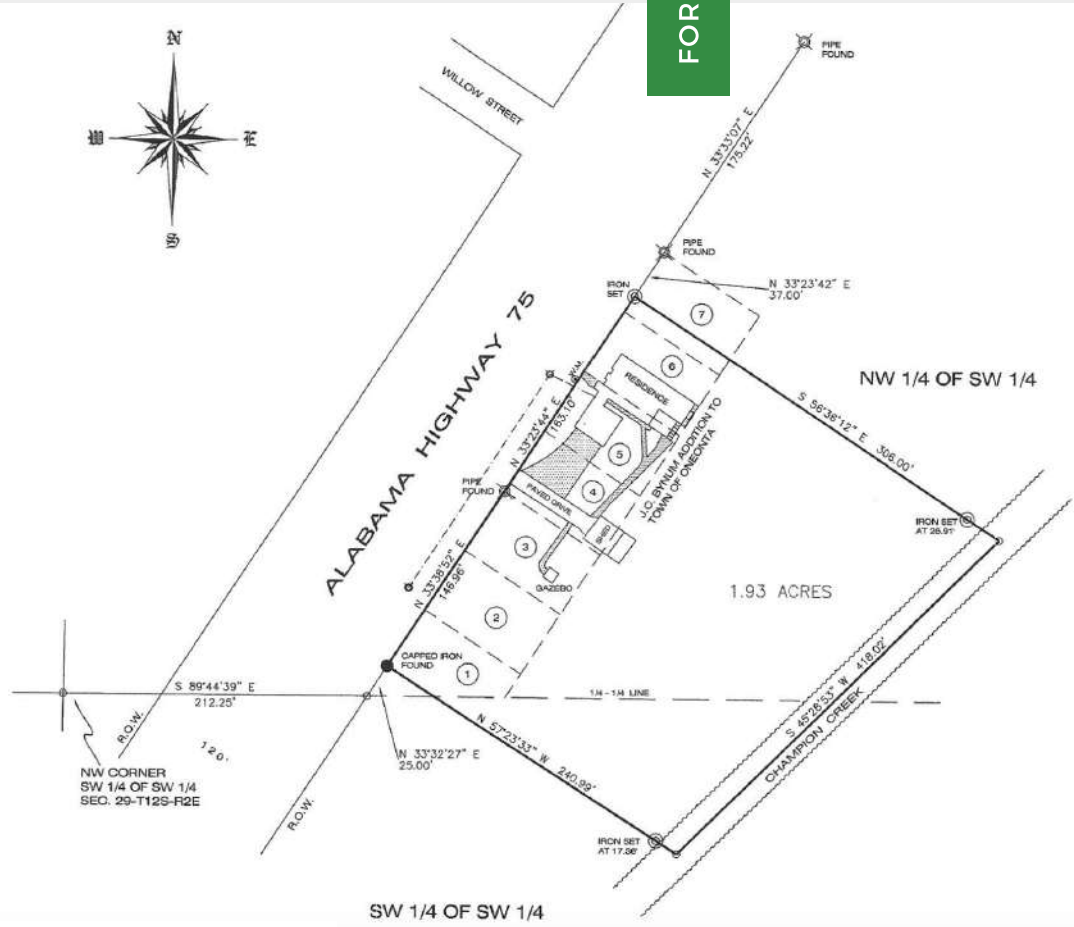 FOR
N
W
E
S
WILLOW STREET
PIPE
FOUND
N 33°33'07" E
175.22'
PIPE
FOUND
IRON
SET
N 33°23'42" E
37.00'
7
6
NW 1/4 OF SW 1/4
ALABAMA HIGHWAY 75
W.M.
RESIDENCE
S 56°36'12" E 306.00'
N 33°23'44" E
163.10'
5
J.C. BYNUM ADDITION TO
TOWN OF ONEONTA
PIPE
FOUND
PAVED DRIVE
4
SHED
IRON SET
AT 26.91'
3
GAZEBO
N 33°38'52" E
146.96'
1.93 ACRES
2
CAPPED IRON
FOUND
1
S 89°44'39" E
212.25'
1/4 - 1/4 LINE
S 45°28'53" W 418.02'
CHAMPION CREEK
R.O.W.
120.
N 33°32'27" E
25.00'
N 57°23'33" W 240.99'
NW CORNER
SW 1/4 OF SW 1/4
SEC. 29-T12S-R2E
R.O.W.
IRON SET
AT 17.36'
SW 1/4 OF SW 1/4